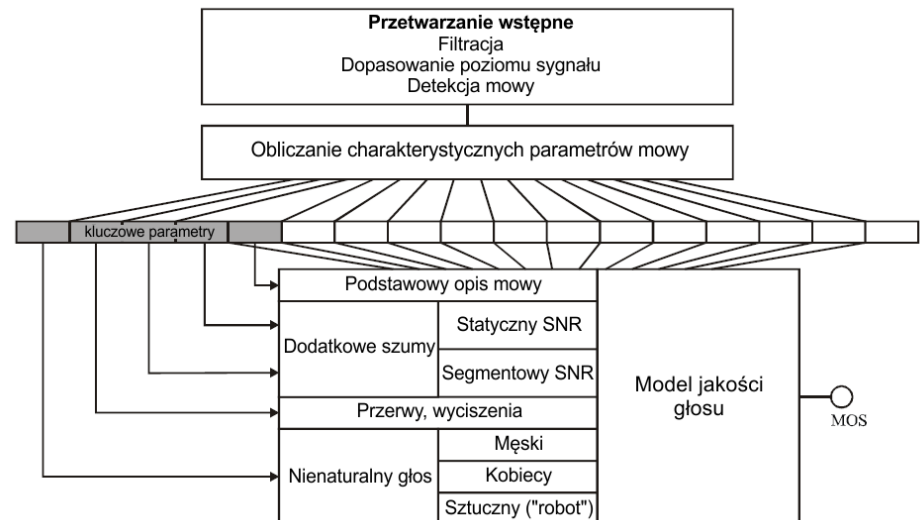 Przetwarzanie wstępne
Filtracja
Dopasowanie poziomu sygnału
Detekcja mowy
Obliczanie charakterystycznych parametrów mowy
kluczowe parametry
Podstawowy opis mowy
Dodatkowe szumy
Statyczny SNR
Segmentowy SNR
Przerwy, wyciszenia
Nienaturalny głos
Męski
Kobiecy
Sztuczny ("robot")
Model jakości
głosu
MOS